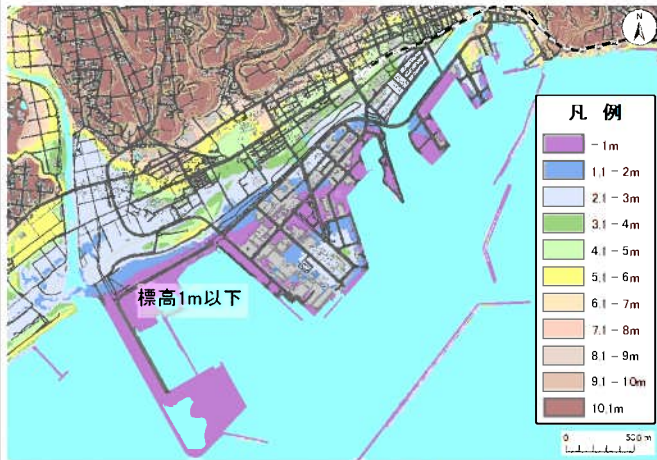 N
凡 例
-1m
1.1 - 2m
2.1 - 3m
3.1 - 4m
4.1 - 5m
5.1 - 6m
6.1 - 7m
7.1 - 8m
8.1 - 9m
9.1 - 10m
10.1m
標高1m以下
0 500 m